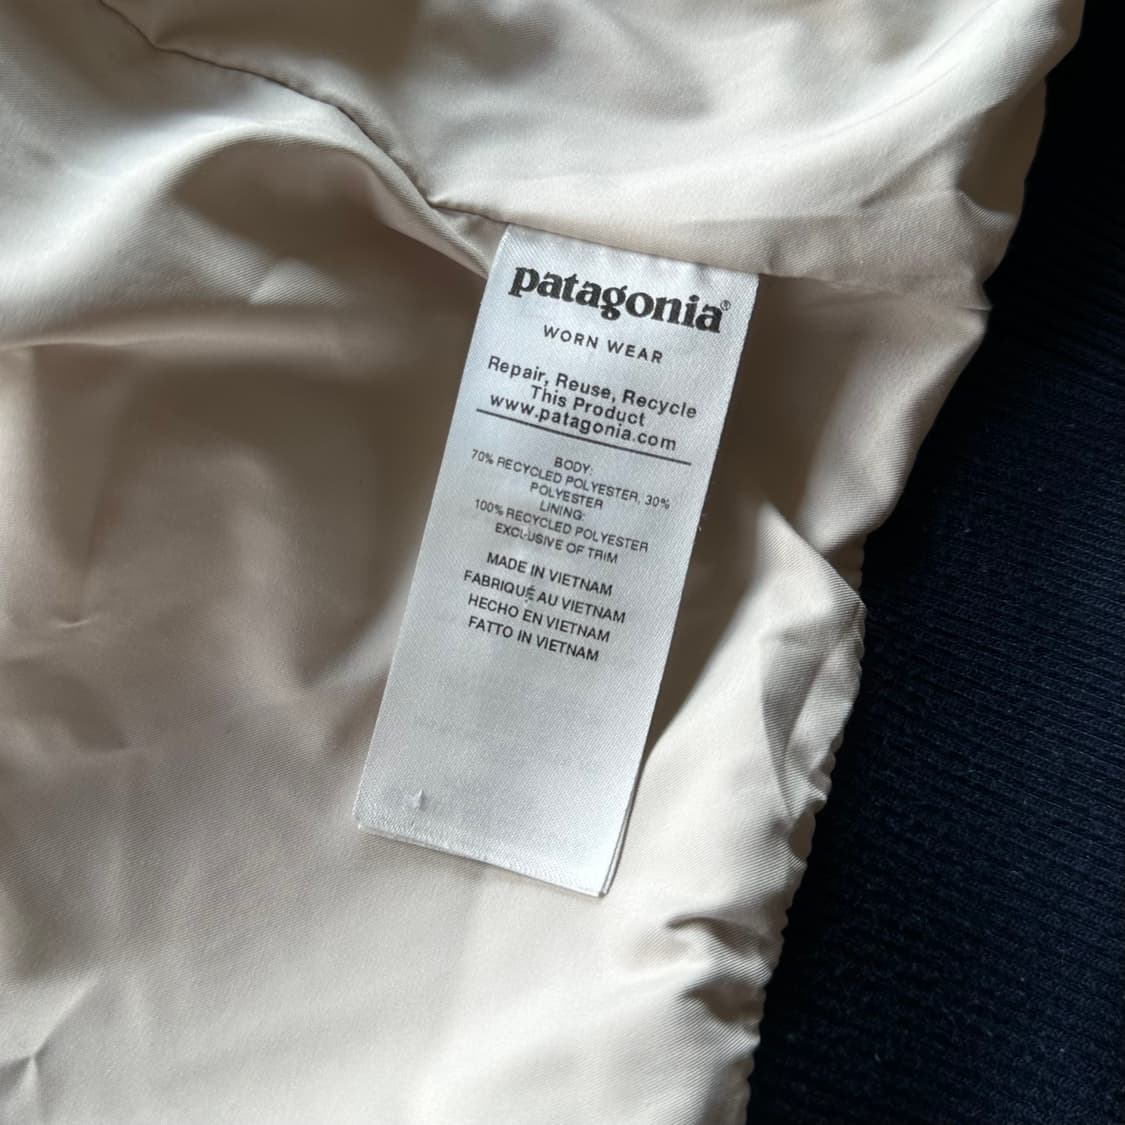 patagonia®
WORN WEAR
Repair, Reuse, Recycle
This Product
www.patagonia.com
BODY:
70% RECYCLED POLYESTER, 30%
POLYESTER
LINING:
100% RECYCLED POLYESTER
EXCLUSIVE OF TRIM
MADE IN VIETNAM
FABRIQUÉ AU VIETNAM
HECHO EN VIETNAM
FATTO IN VIETNAM